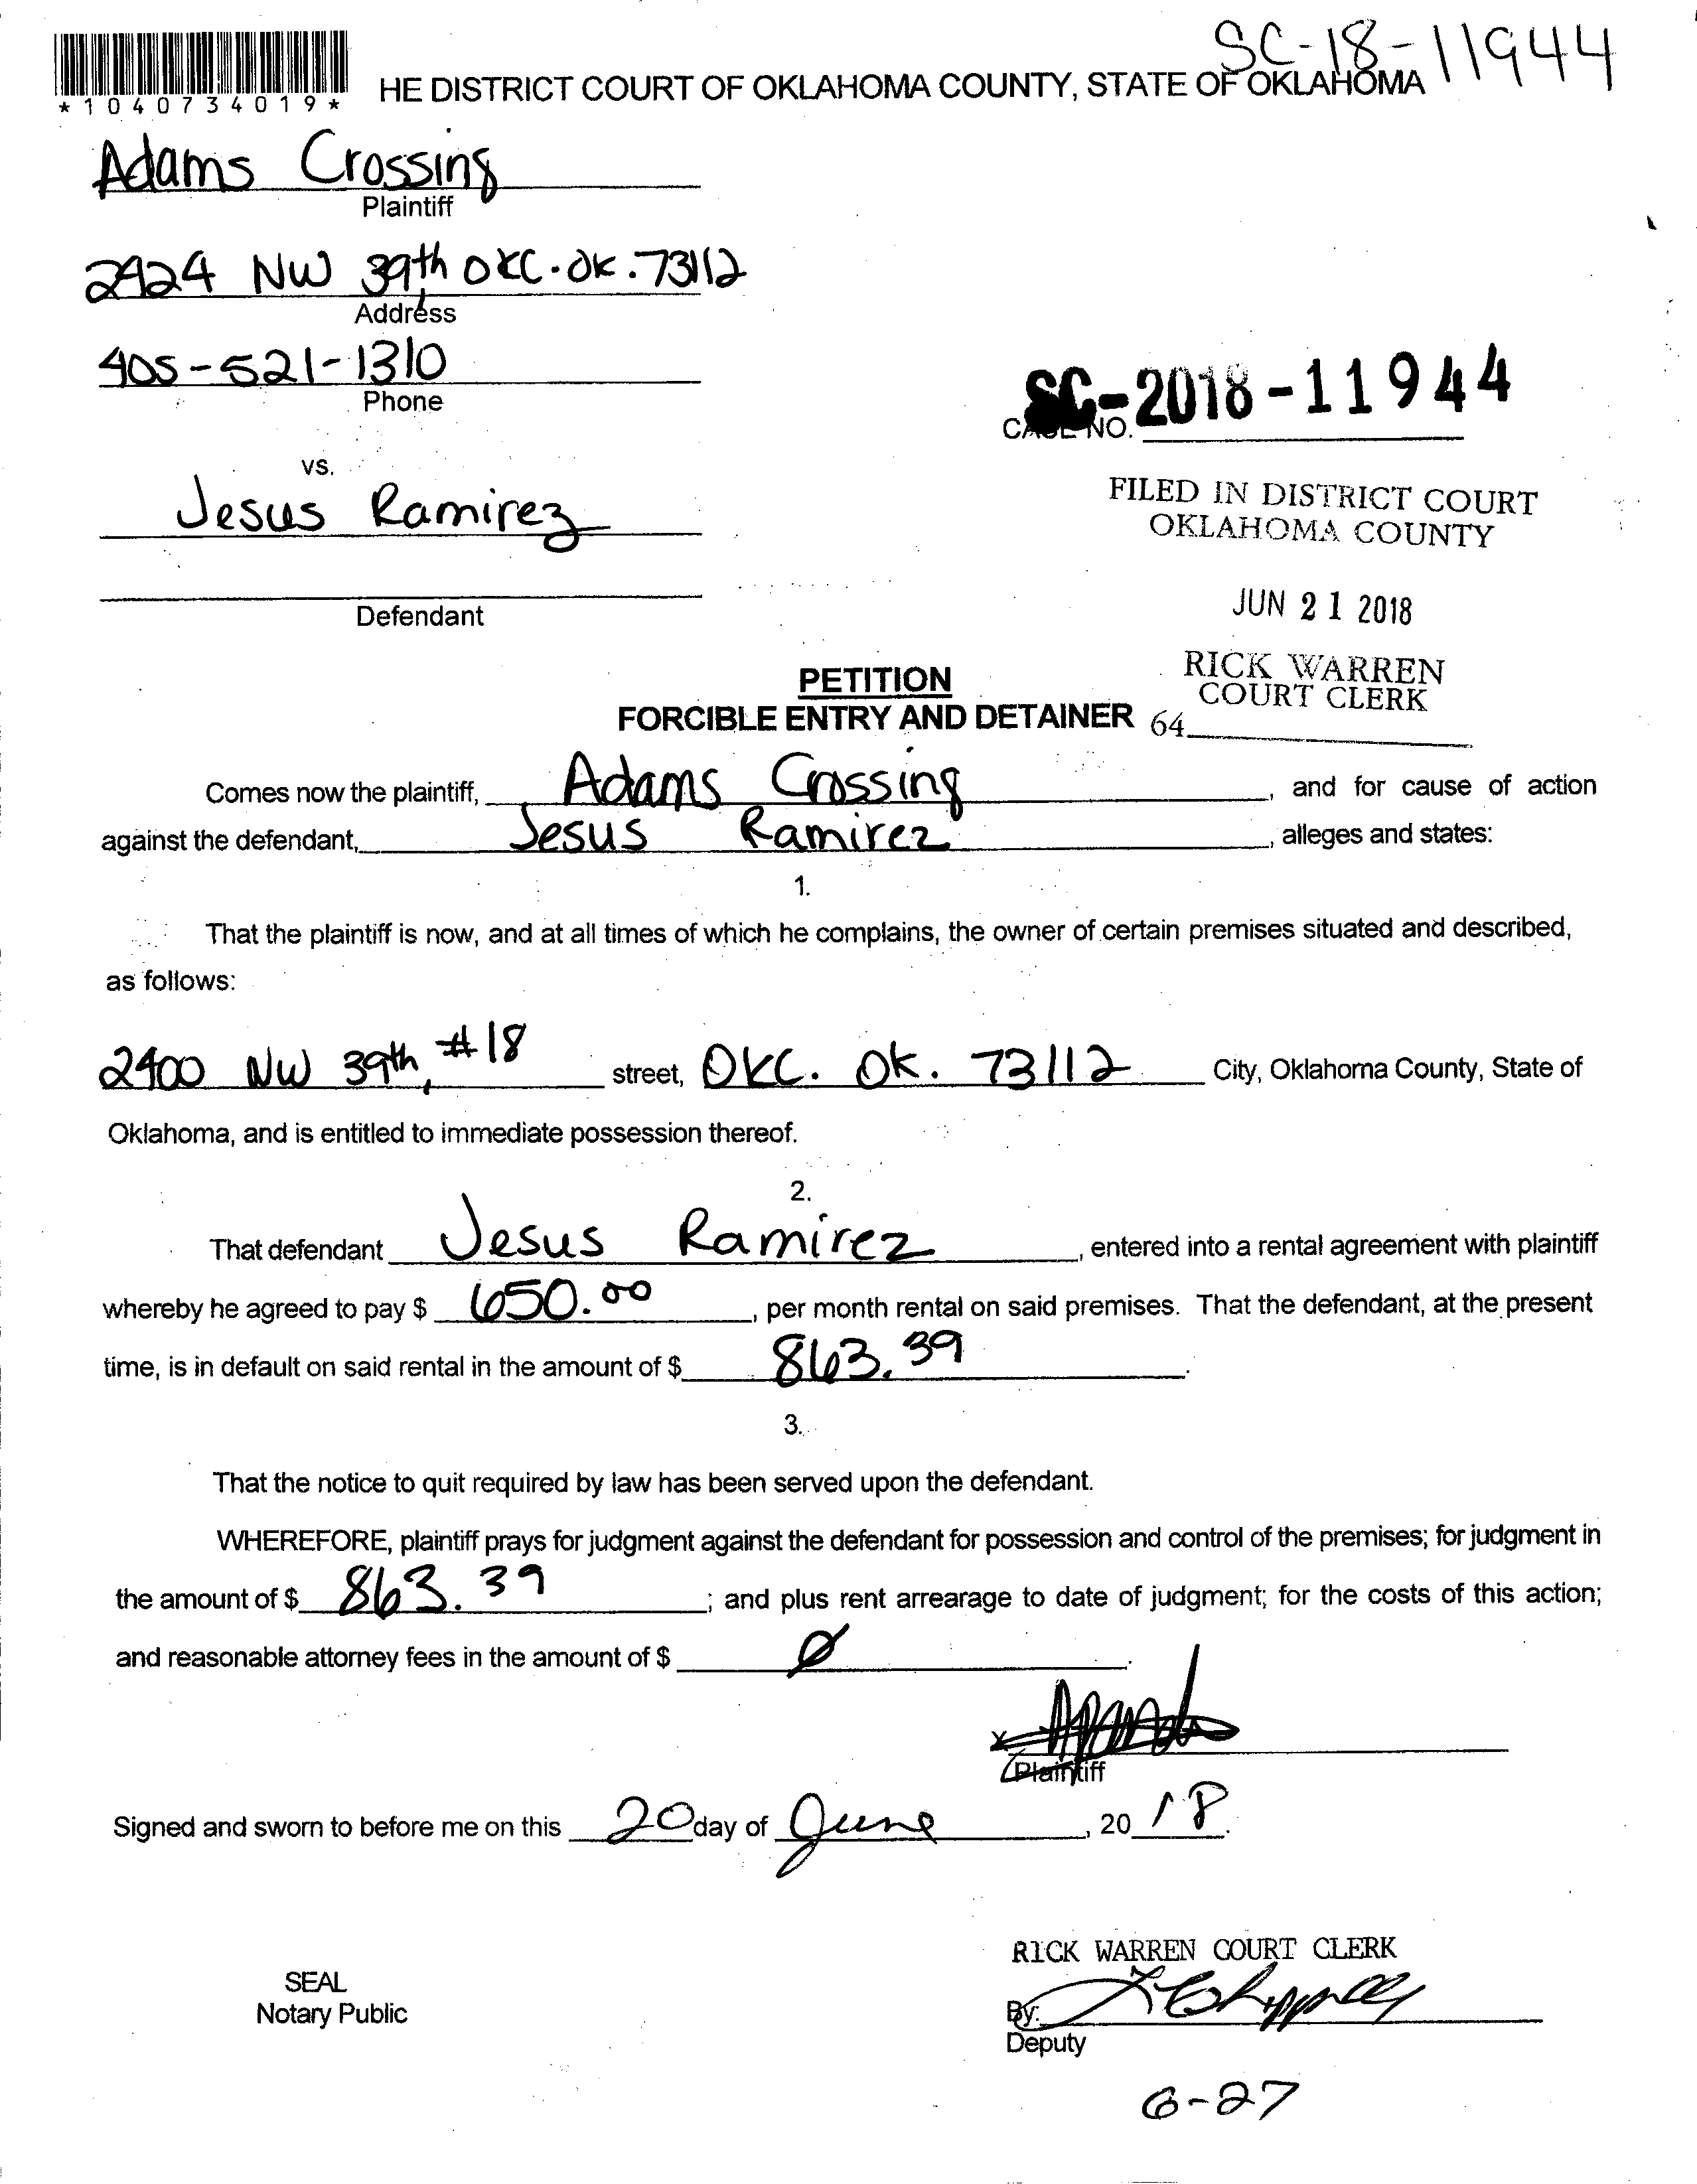 SC-18-11944
*1040734019*
HE DISTRICT COURT OF OKLAHOMA COUNTY, STATE OF OKLAHOMA
Adams Crossing
Plaintiff
2424 NW 39th OKC. OK. 73112
Address
405-521-1310
Phone
SC-2018-11944
CASE NO.
vs.
Jesus Ramirez
Defendant
FILED IN DISTRICT COURT
OKLAHOMA COUNTY
JUN 21 2018
RICK WARREN
COURT CLERK
64
PETITION
FORCIBLE ENTRY AND DETAINER
Comes now the plaintiff, Adams Crossing, and for cause of action
against the defendant, Jesus Ramirez, alleges and states:
1.
That the plaintiff is now, and at all times of which he complains, the owner of certain premises situated and described,
as follows:
2400 NW 39th, #18 street, OKC. OK. 73112 City, Oklahoma County, State of
Oklahoma, and is entitled to immediate possession thereof.
2.
That defendant Jesus Ramirez, entered into a rental agreement with plaintiff
whereby he agreed to pay $ 650.00, per month rental on said premises. That the defendant, at the present
time, is in default on said rental in the amount of $ 863.39.
3.
That the notice to quit required by law has been served upon the defendant.
WHEREFORE, plaintiff prays for judgment against the defendant for possession and control of the premises; for judgment in
the amount of $ 863.39; and plus rent arrearage to date of judgment; for the costs of this action;
and reasonable attorney fees in the amount of $ Ø.
x
Plaintiff
Signed and sworn to before me on this 20 day of June, 2018.
RICK WARREN COURT CLERK
SEAL
Notary Public
By:
Deputy
6-27